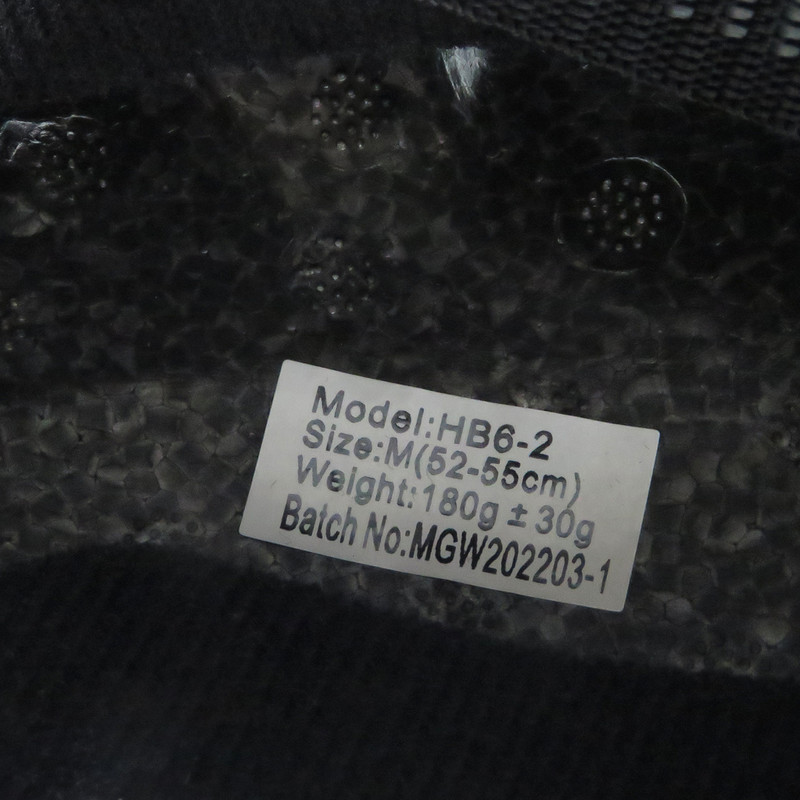 Model:HB6-2
Size:M(52-55cm)
Weight:180g ± 30g
Batch No:MGW202203-1